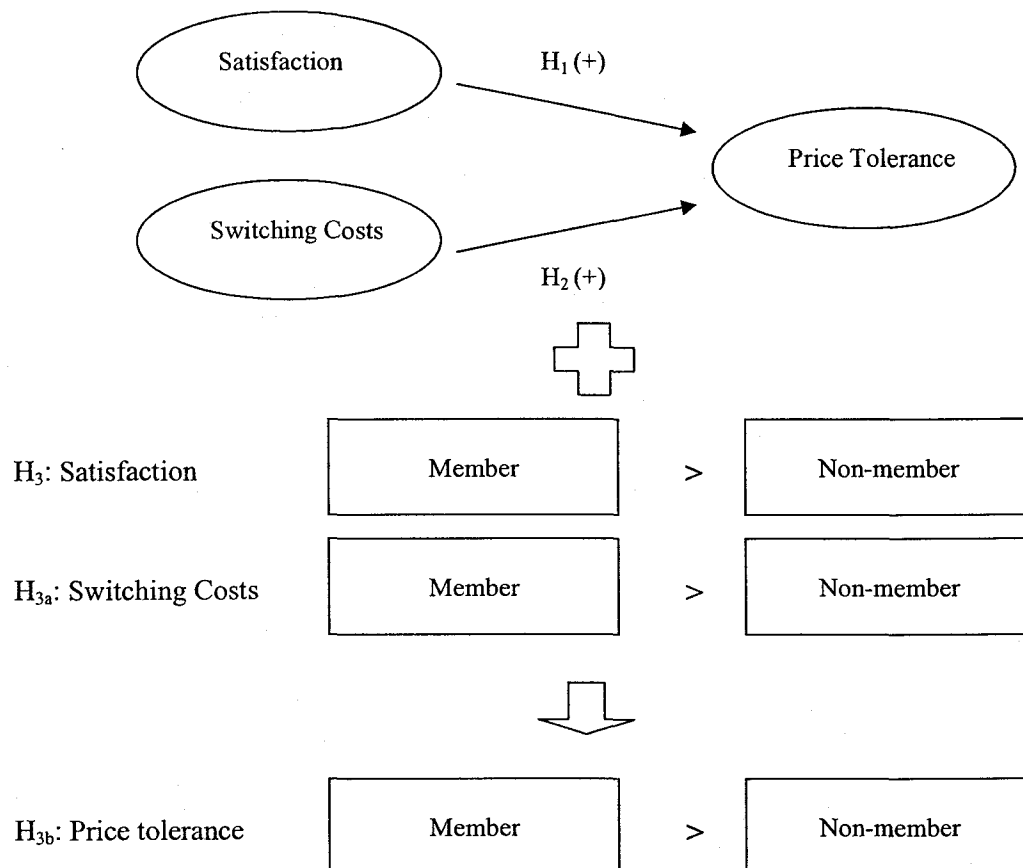 Satisfaction
H₁ (+)
Price Tolerance
Switching Costs
H₂ (+)
H₃: Satisfaction Member > Non-member
H₃ₐ: Switching Costs Member > Non-member
H₃b: Price tolerance Member > Non-member